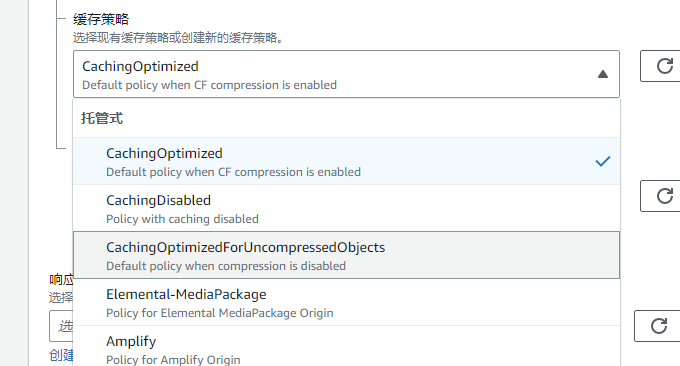 缓存策略
选择现有缓存策略或创建新的缓存策略。
CachingOptimized
Default policy when CF compression is enabled
托管式
CachingOptimized
Default policy when CF compression is enabled
CachingDisabled
Policy with caching disabled
CachingOptimizedForUncompressedObjects
Default policy when compression is disabled
响应
选择
Elemental-MediaPackage
Policy for Elemental MediaPackage Origin
选
创建
Amplify
Policy for Amplify Origin